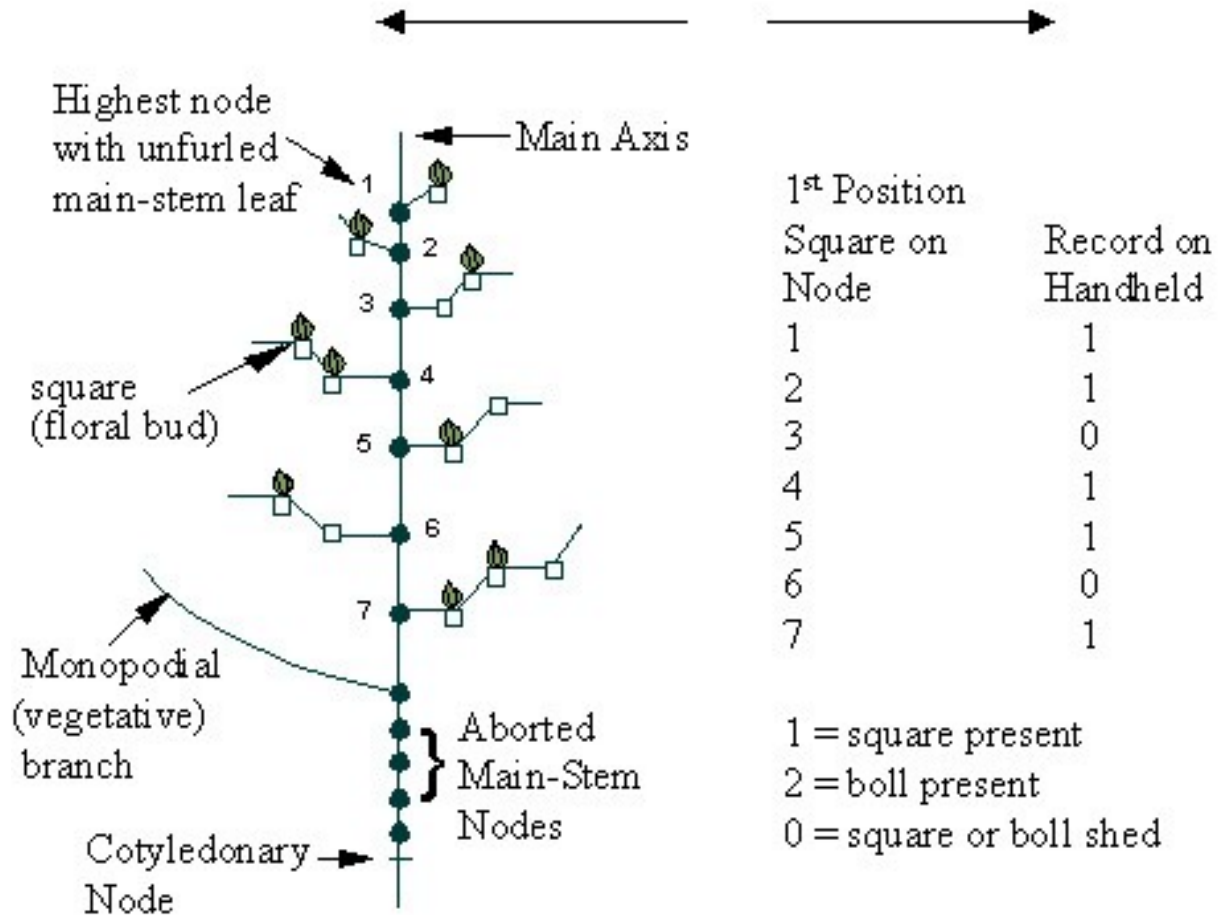 Highest node
with unfurled
main-stem leaf
Main Axis
1
2
3
4
5
6
7
square
(floral bud)
Monopodial
(vegetative)
branch
Aborted
Main-Stem
Nodes
Cotyledonary
Node
1st Position
Square on Record on
Node Handheld
1 1
2 1
3 0
4 1
5 1
6 0
7 1
1 = square present
2 = boll present
0 = square or boll shed